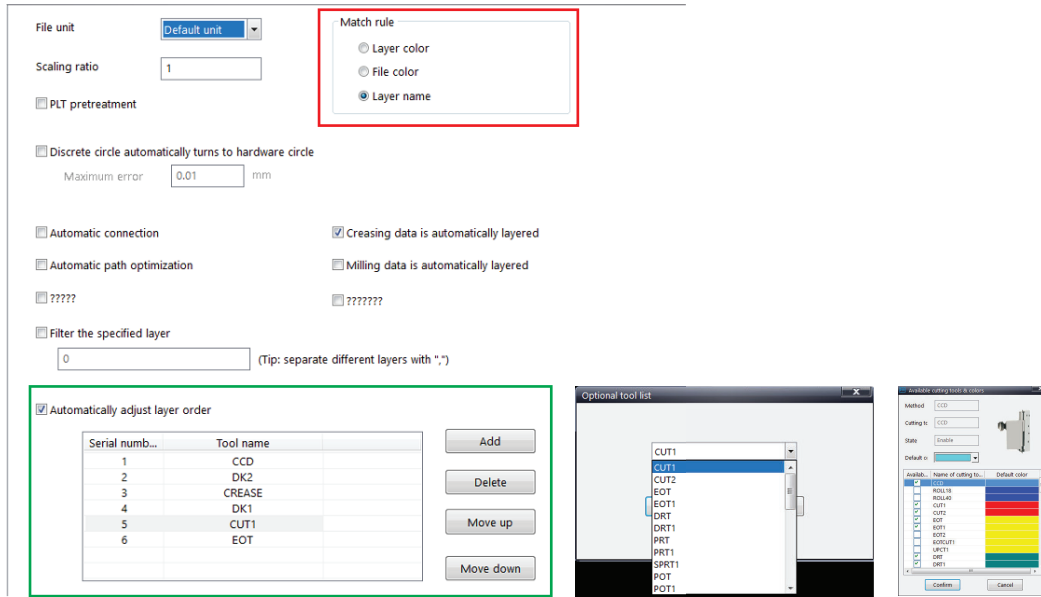 File unit
Default unit
Match rule
Layer color
File color
Layer name
Scaling ratio
1
PLT pretreatment
Discrete circle automatically turns to hardware circle
Maximum error
0.01
mm
Automatic connection
Creasing data is automatically layered
Automatic path optimization
Milling data is automatically layered
?????
???????
Filter the specified layer
0
(Tip: separate different layers with ",")
Automatically adjust layer order
Serial numb...
Tool name
1 CCD
2 DK2
3 CREASE
4 DK1
5 CUT1
6 EOT
Add
Delete
Move up
Move down
Optional tool list
CUT1
CUT1
CUT2
EOT
EOT1
DRT
DRT1
PRT
PRT1
SPRT1
POT
POT1
Available cutting tools & colors
Method
CCD
Cutting tc
CCD
State
Enable
Default c
Availab...
Name of cutting to...
Default color
CCD
ROLL18
ROLL40
CUT1
CUT2
EOT
EOT1
EOT2
EOTCUT1
UPCT1
DRT
DRT1
Confirm
Cancel